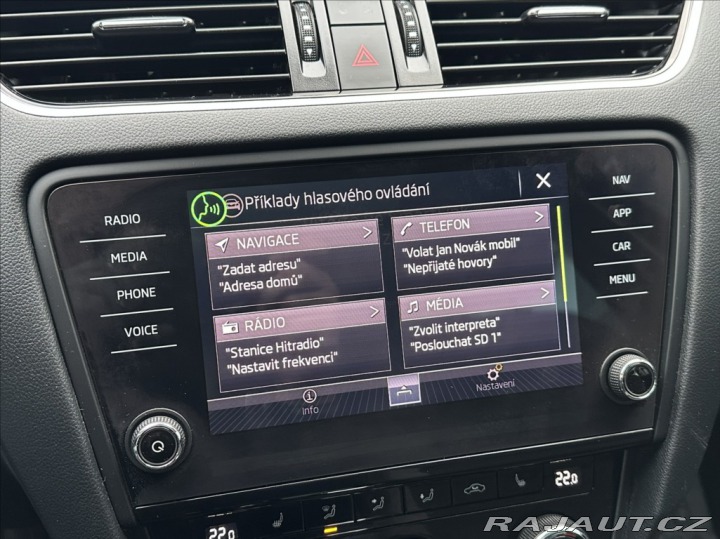 RADIO
MEDIA
PHONE
VOICE
Příklady hlasového ovládání
NAVIGACE
"Zadat adresu"
"Adresa domů"
TELEFON
"Volat Jan Novák mobil"
"Nepřijaté hovory"
RÁDIO
"Stanice Hitradio"
"Nastavit frekvenci"
MÉDIA
"Zvolit interpreta"
"Poslouchat SD 1"
Info
Nastavení
NAV
APP
CAR
MENU
22.0
22.0
RAJAUT.CZ